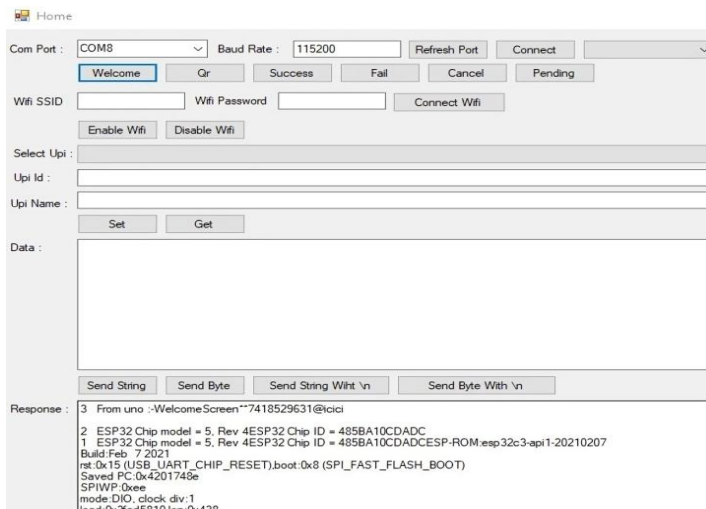 Home
Com Port : COM8 Baud Rate : 115200 Refresh Port Connect
Welcome Qr Success Fail Cancel Pending
Wifi SSID Wifi Password Connect Wifi
Enable Wifi Disable Wifi
Select Upi :
Upi Id :
Upi Name :
Set Get
Data :
Send String Send Byte Send String Wiht \n Send Byte With \n
Response : 3 From uno :-WelcomeScreen**7418529631@icici
2 ESP32 Chip model = 5, Rev 4ESP32 Chip ID = 485BA10CDADC
1 ESP32 Chip model = 5, Rev 4ESP32 Chip ID = 485BA10CDADCESP-ROM:esp32c3-api1-20210207
Build:Feb 7 2021
rst:0x15 (USB_UART_CHIP_RESET),boot:0x8 (SPI_FAST_FLASH_BOOT)
Saved PC:0x4201748e
SPIWP:0xee
mode:DIO, clock div:1